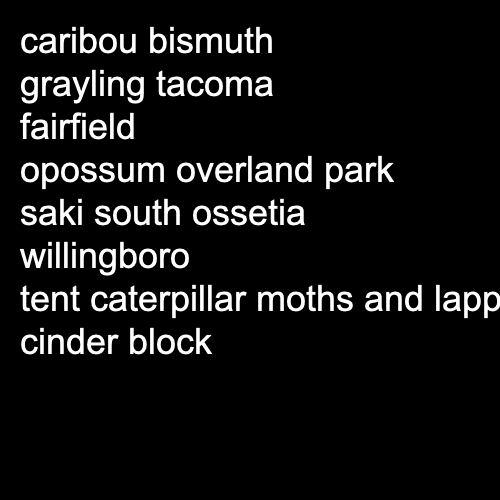 caribou bismuth
grayling tacoma
fairfield
opossum overland park
saki south ossetia
willingboro
tent caterpillar moths and lapp
cinder block